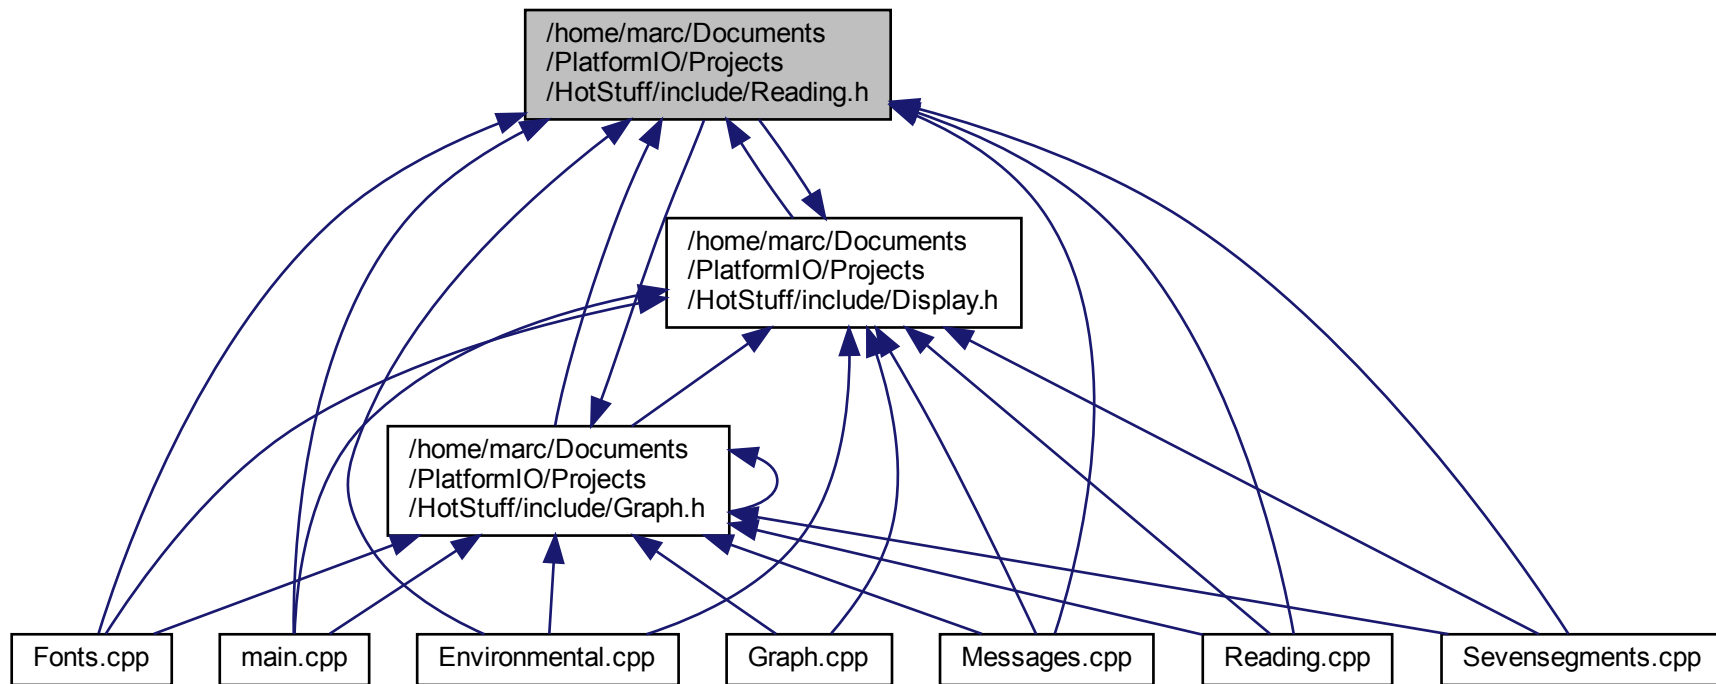 /home/marc/Documents
/PlatformIO/Projects
/HotStuff/include/Reading.h
/home/marc/Documents
/PlatformIO/Projects
/HotStuff/include/Display.h
/home/marc/Documents
/PlatformIO/Projects
/HotStuff/include/Graph.h
Fonts.cpp
main.cpp
Environmental.cpp
Graph.cpp
Messages.cpp
Reading.cpp
Sevensegments.cpp